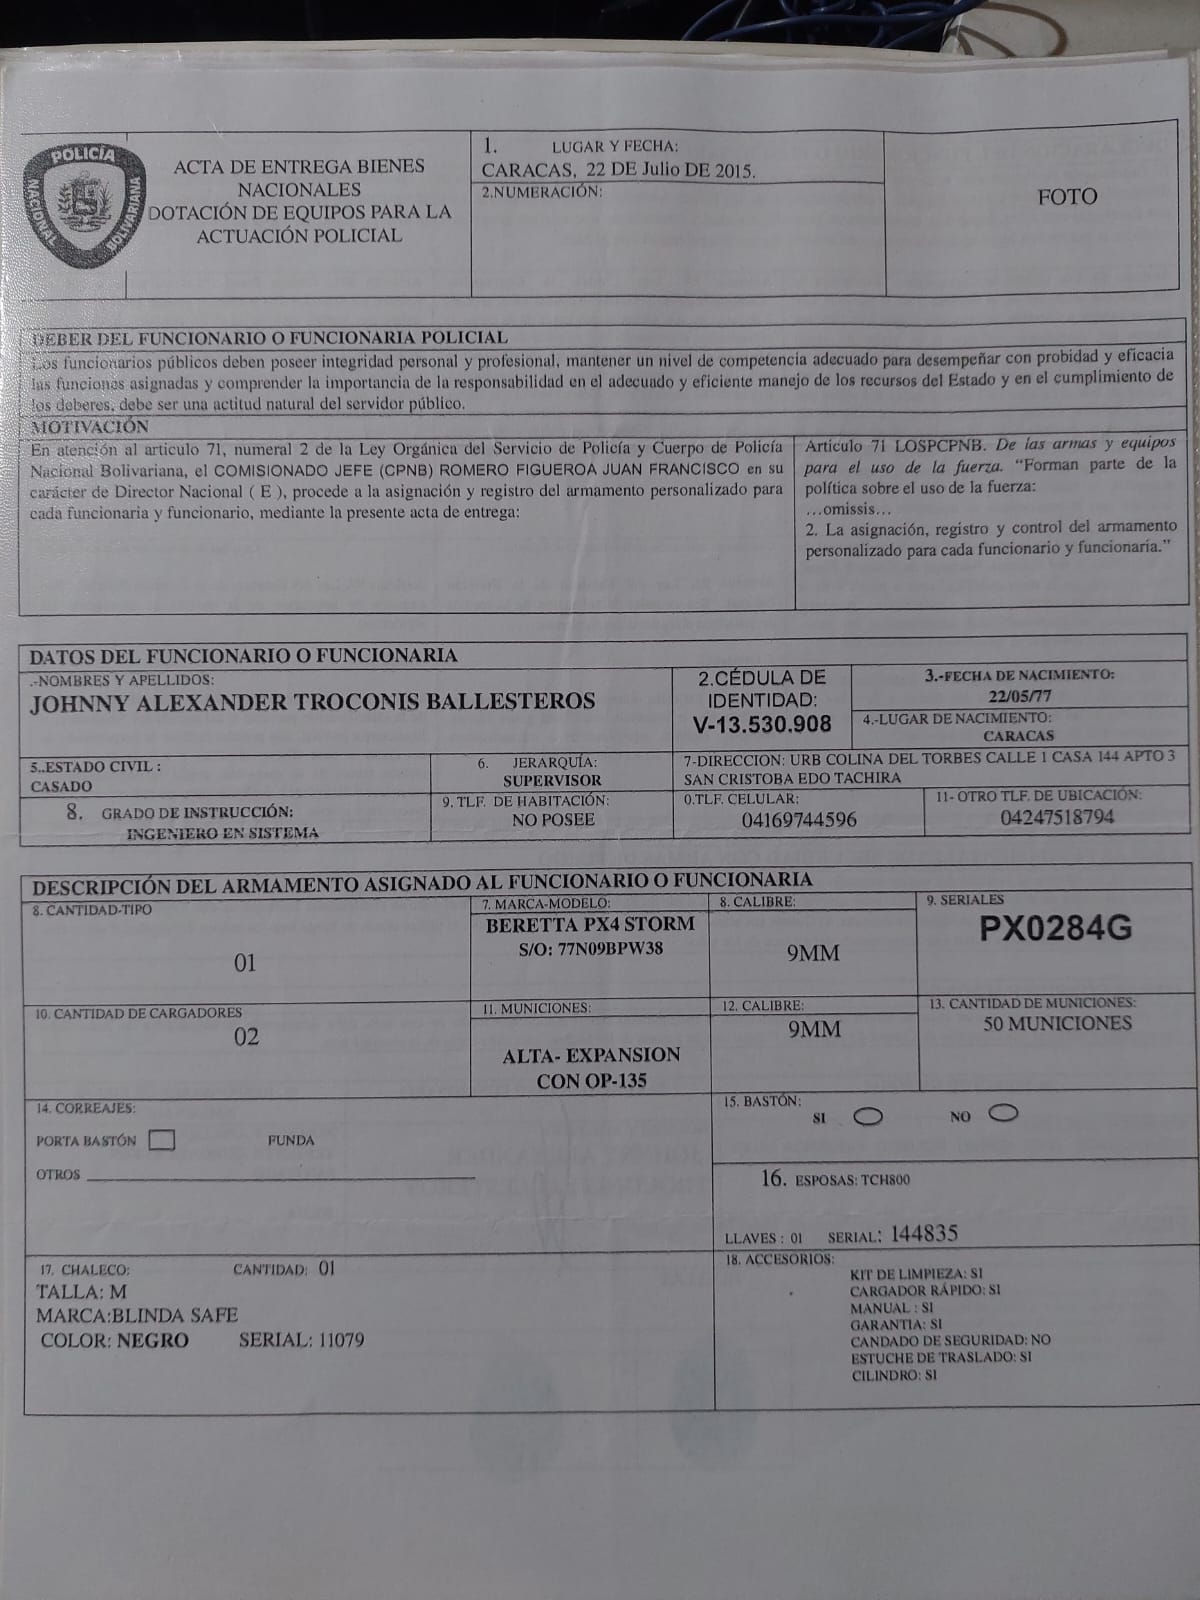 POLICÍA
NACIONAL
BOLIVARIANA
ACTA DE ENTREGA BIENES
NACIONALES
DOTACIÓN DE EQUIPOS PARA LA
ACTUACIÓN POLICIAL
1. LUGAR Y FECHA:
CARACAS, 22 DE Julio DE 2015.
2.NUMERACIÓN:
FOTO
DEBER DEL FUNCIONARIO O FUNCIONARIA POLICIAL
Los funcionarios públicos deben poseer integridad personal y profesional, mantener un nivel de competencia adecuado para desempeñar con probidad y eficacia
las funciones asignadas y comprender la importancia de la responsabilidad en el adecuado y eficiente manejo de los recursos del Estado y en el cumplimiento de
los deberes, debe ser una actitud natural del servidor público.
MOTIVACIÓN
En atención al articulo 71, numeral 2 de la Ley Orgánica del Servicio de Policía y Cuerpo de Policía
Nacional Bolivariana, el COMISIONADO JEFE (CPNB) ROMERO FIGUEROA JUAN FRANCISCO en su
carácter de Director Nacional ( E ), procede a la asignación y registro del armamento personalizado para
cada funcionaria y funcionario, mediante la presente acta de entrega:
Articulo 71 LOSPCPNB. De las armas y equipos
para el uso de la fuerza. “Forman parte de la
política sobre el uso de la fuerza:
…omissis…
2. La asignación, registro y control del armamento
personalizado para cada funcionario y funcionaria.”
DATOS DEL FUNCIONARIO O FUNCIONARIA
.-NOMBRES Y APELLIDOS:
JOHNNY ALEXANDER TROCONIS BALLESTEROS
2.CÉDULA DE
IDENTIDAD:
V-13.530.908
3.-FECHA DE NACIMIENTO:
22/05/77
4.-LUGAR DE NACIMIENTO:
CARACAS
5..ESTADO CIVIL :
CASADO
6. JERARQUÍA:
SUPERVISOR
7-DIRECCION: URB COLINA DEL TORBES CALLE 1 CASA 144 APTO 3
SAN CRISTOBA EDO TACHIRA
8. GRADO DE INSTRUCCIÓN:
INGENIERO EN SISTEMA
9. TLF. DE HABITACIÓN:
NO POSEE
0.TLF. CELULAR:
04169744596
11- OTRO TLF. DE UBICACIÓN:
04247518794
DESCRIPCIÓN DEL ARMAMENTO ASIGNADO AL FUNCIONARIO O FUNCIONARIA
8. CANTIDAD-TIPO
01
7. MARCA-MODELO:
BERETTA PX4 STORM
S/O: 77N09BPW38
8. CALIBRE:
9MM
9. SERIALES
PX0284G
10. CANTIDAD DE CARGADORES
02
11. MUNICIONES:
ALTA- EXPANSION
CON OP-135
12. CALIBRE:
9MM
13. CANTIDAD DE MUNICIONES:
50 MUNICIONES
14. CORREAJES:
PORTA BASTÓN FUNDA
OTROS
15. BASTÓN:
SI NO
16. ESPOSAS: TCH800
LLAVES : 01 SERIAL: 144835
17. CHALECO: CANTIDAD: 01
TALLA: M
MARCA:BLINDA SAFE
COLOR: NEGRO SERIAL: 11079
18. ACCESORIOS:
KIT DE LIMPIEZA: SI
CARGADOR RÁPIDO: SI
MANUAL : SI
GARANTIA: SI
CANDADO DE SEGURIDAD: NO
ESTUCHE DE TRASLADO: SI
CILINDRO: SI